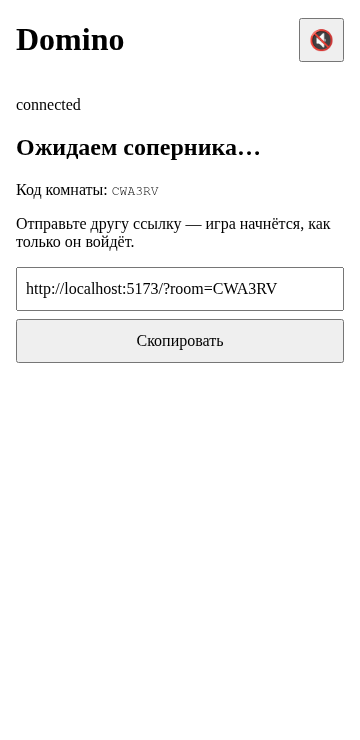 Domino
connected
Ожидаем соперника…
Код комнаты: CWA3RV
Отправьте другу ссылку — игра начнётся, как
только он войдёт.
http://localhost:5173/?room=CWA3RV
Скопировать